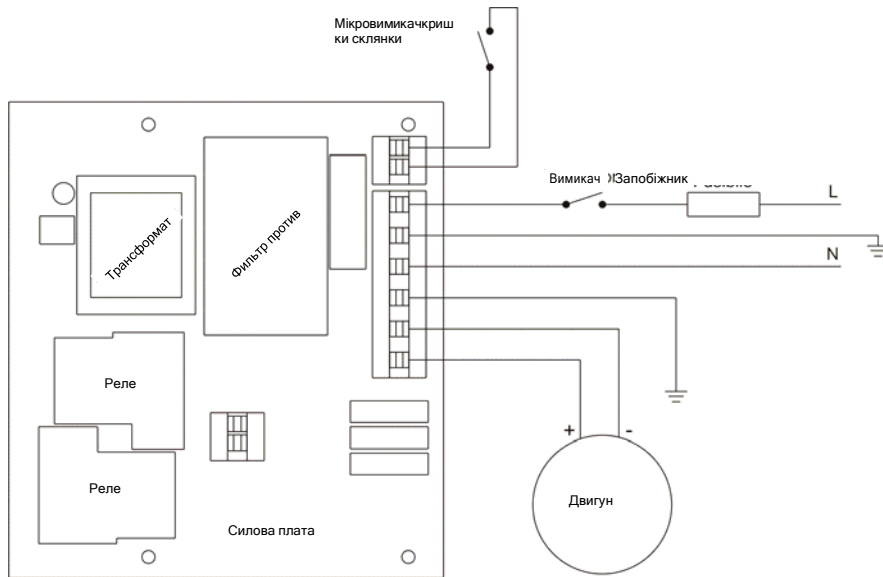 Мікровимикачкриш
ки склянки
Вимикач
Запобіжник
L
N
Трансформат
Фильтр против
Реле
Реле
+ -
Двигун
Силова плата